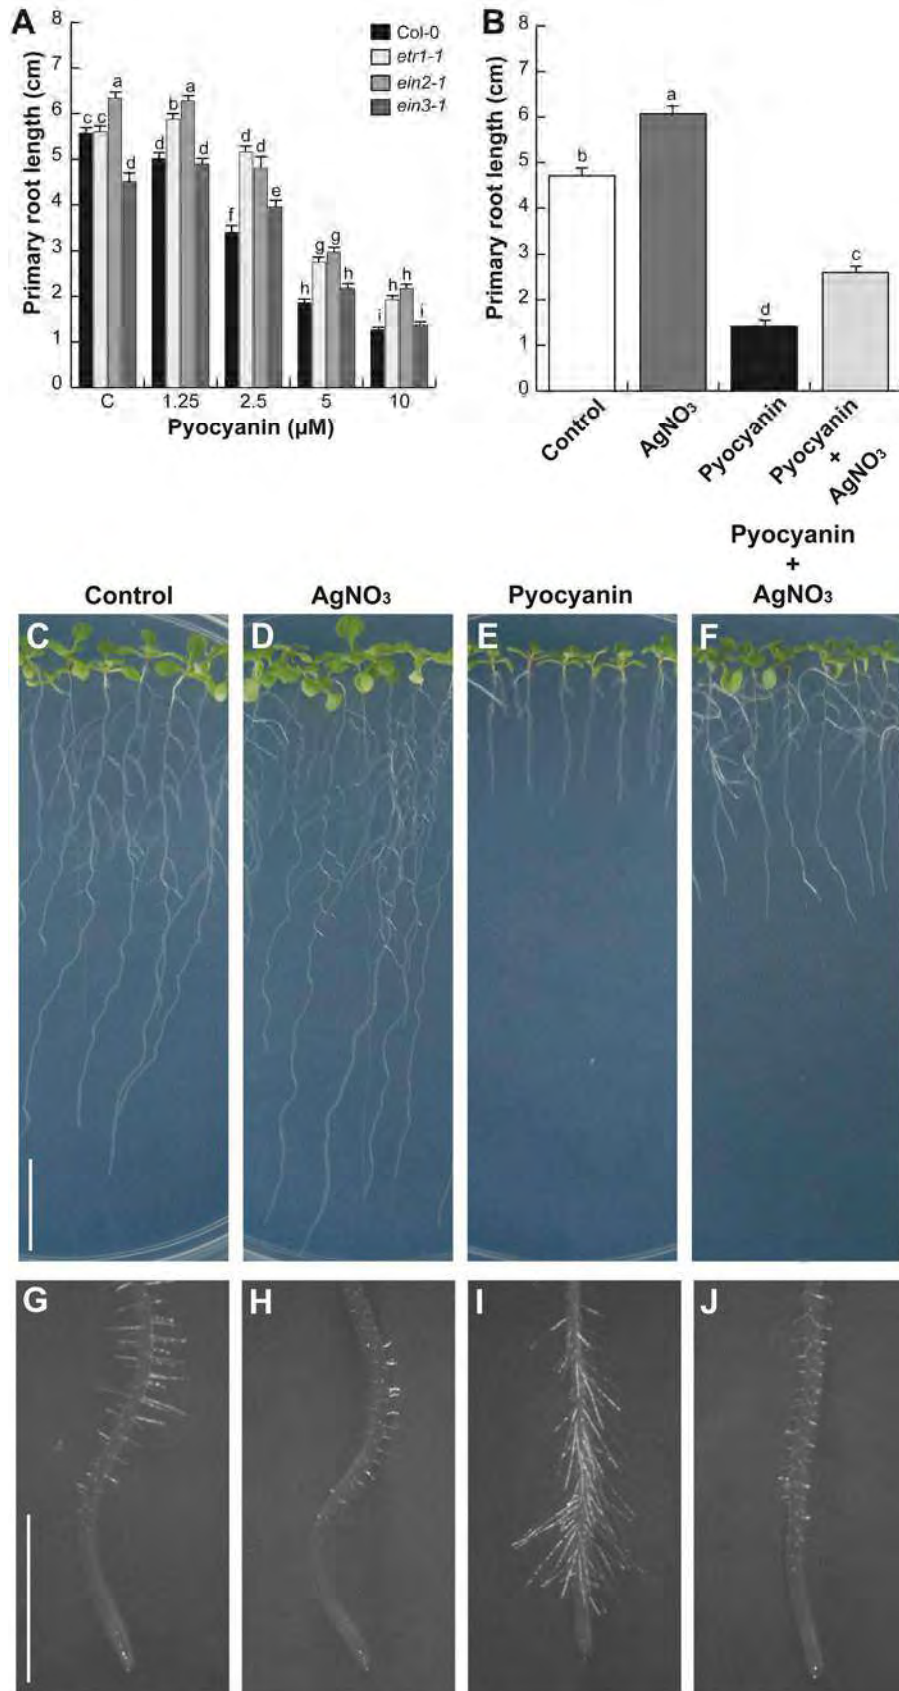 A
B
Primary root length (cm)
8
7
6
5
4
3
2
1
0
Col-0
etr1-1
ein2-1
ein3-1
c c a d
d b a d
f d d e
h g g h
i h h i
C 1.25 2.5 5 10
Pyocyanin (µM)
Primary root length (cm)
8
7
6
5
4
3
2
1
0
b
a
d
c
Control
AgNO3
Pyocyanin
Pyocyanin
+
AgNO3
Control
AgNO3
Pyocyanin
Pyocyanin
+
AgNO3
C
D
E
F
G
H
I
J